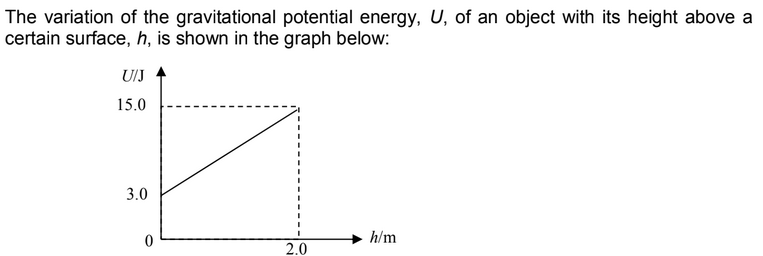 The variation of the gravitational potential energy, U, of an object with its height above a
certain surface, h, is shown in the graph below:
U/J
15.0
3.0
0
2.0
h/m